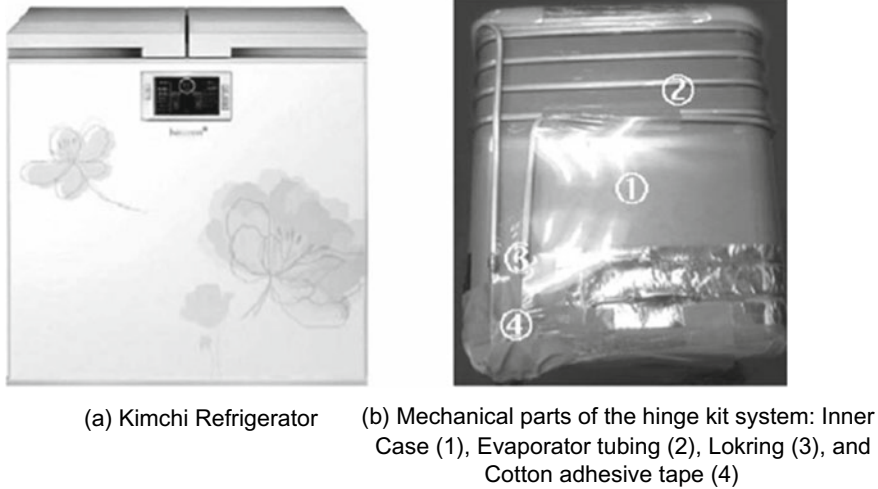 ②
①
③
④
(a) Kimchi Refrigerator
(b) Mechanical parts of the hinge kit system: Inner
Case (1), Evaporator tubing (2), Lokring (3), and
Cotton adhesive tape (4)